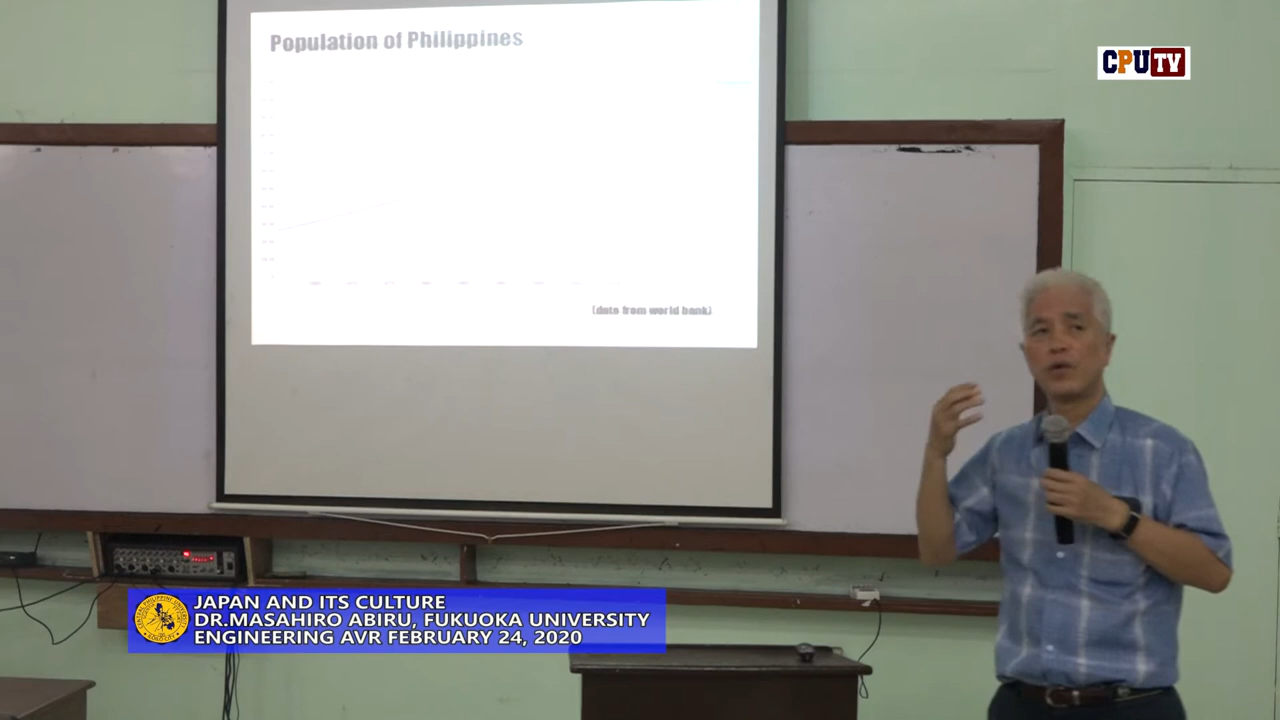 Population of Philippines
CPUTV
(data from world bank)
JAPAN AND ITS CULTURE
DR.MASAHIRO ABIRU, FUKUOKA UNIVERSITY
ENGINEERING AVR FEBRUARY 24, 2020